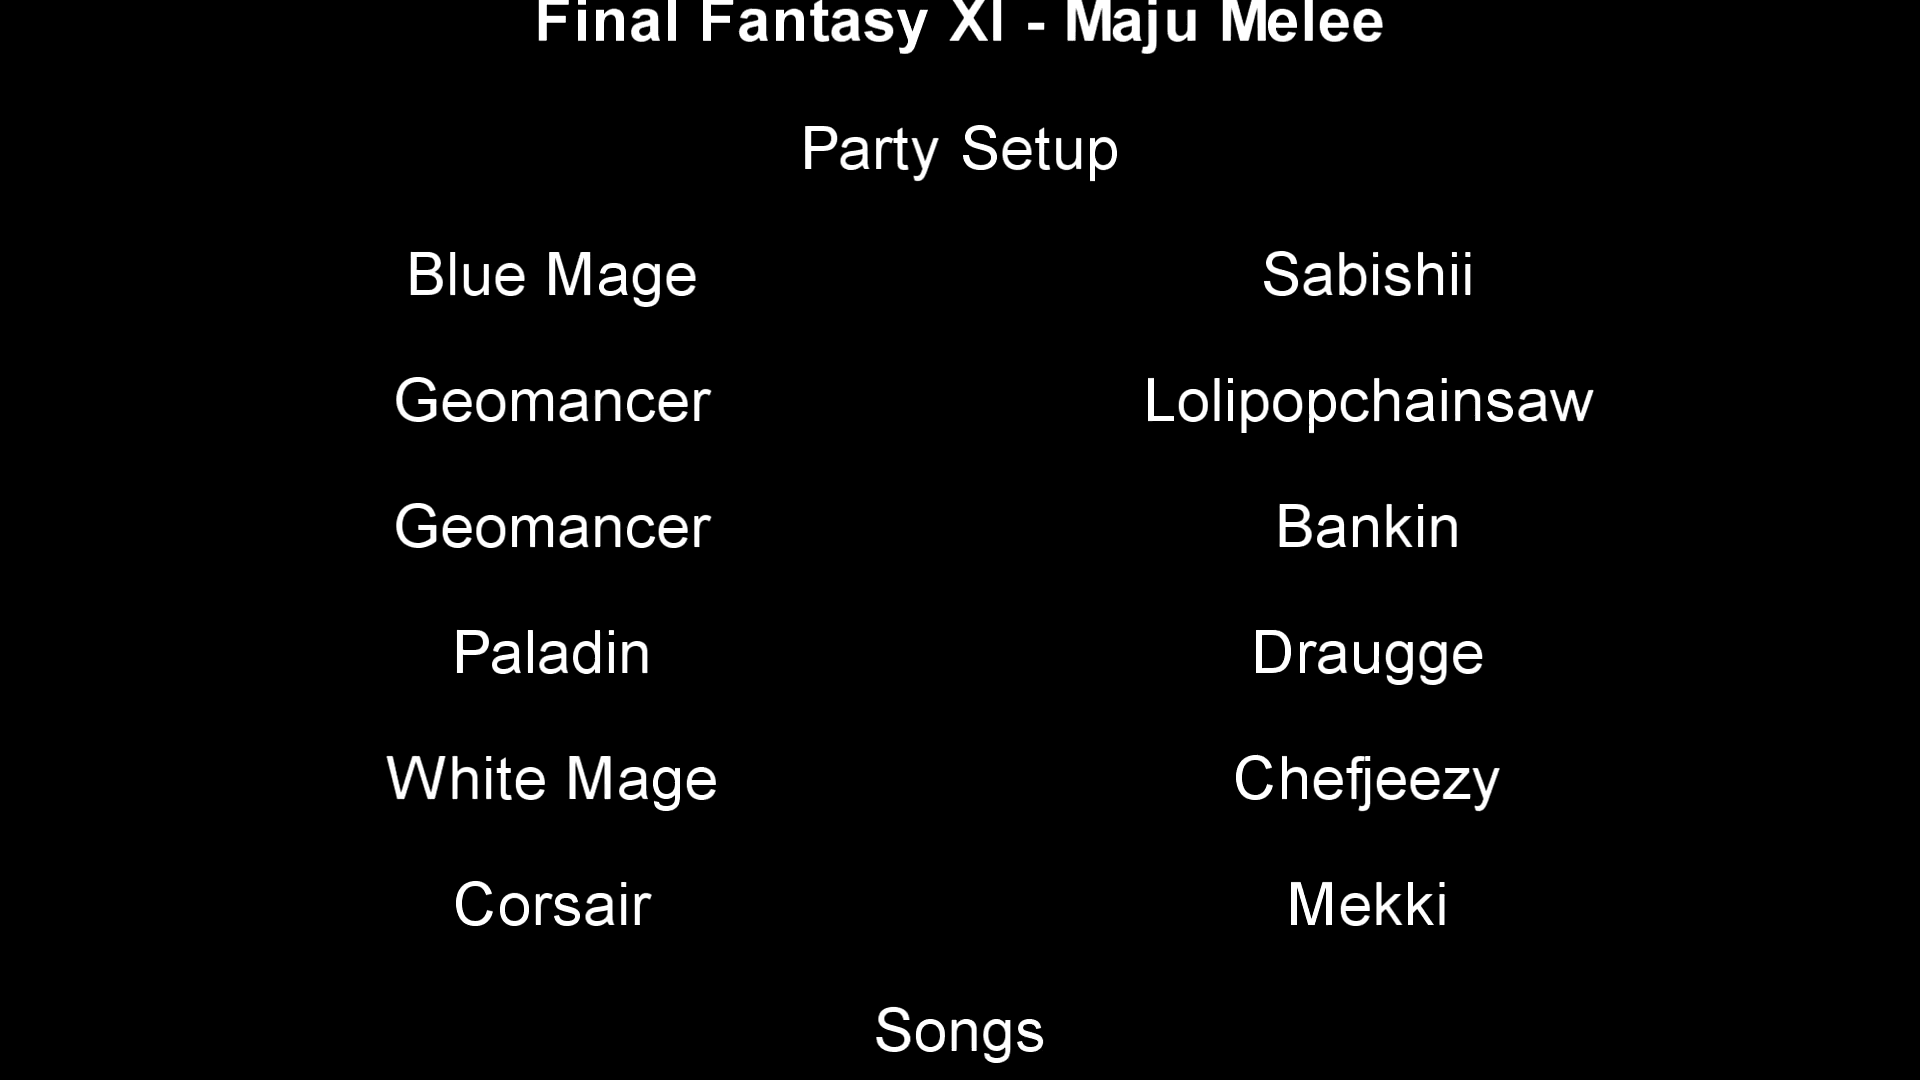 Final Fantasy XI - Maju Melee
Party Setup
Blue Mage Sabishii
Geomancer Lolipopchainsaw
Geomancer Bankin
Paladin Draugge
White Mage Chefjeezy
Corsair Mekki
Songs